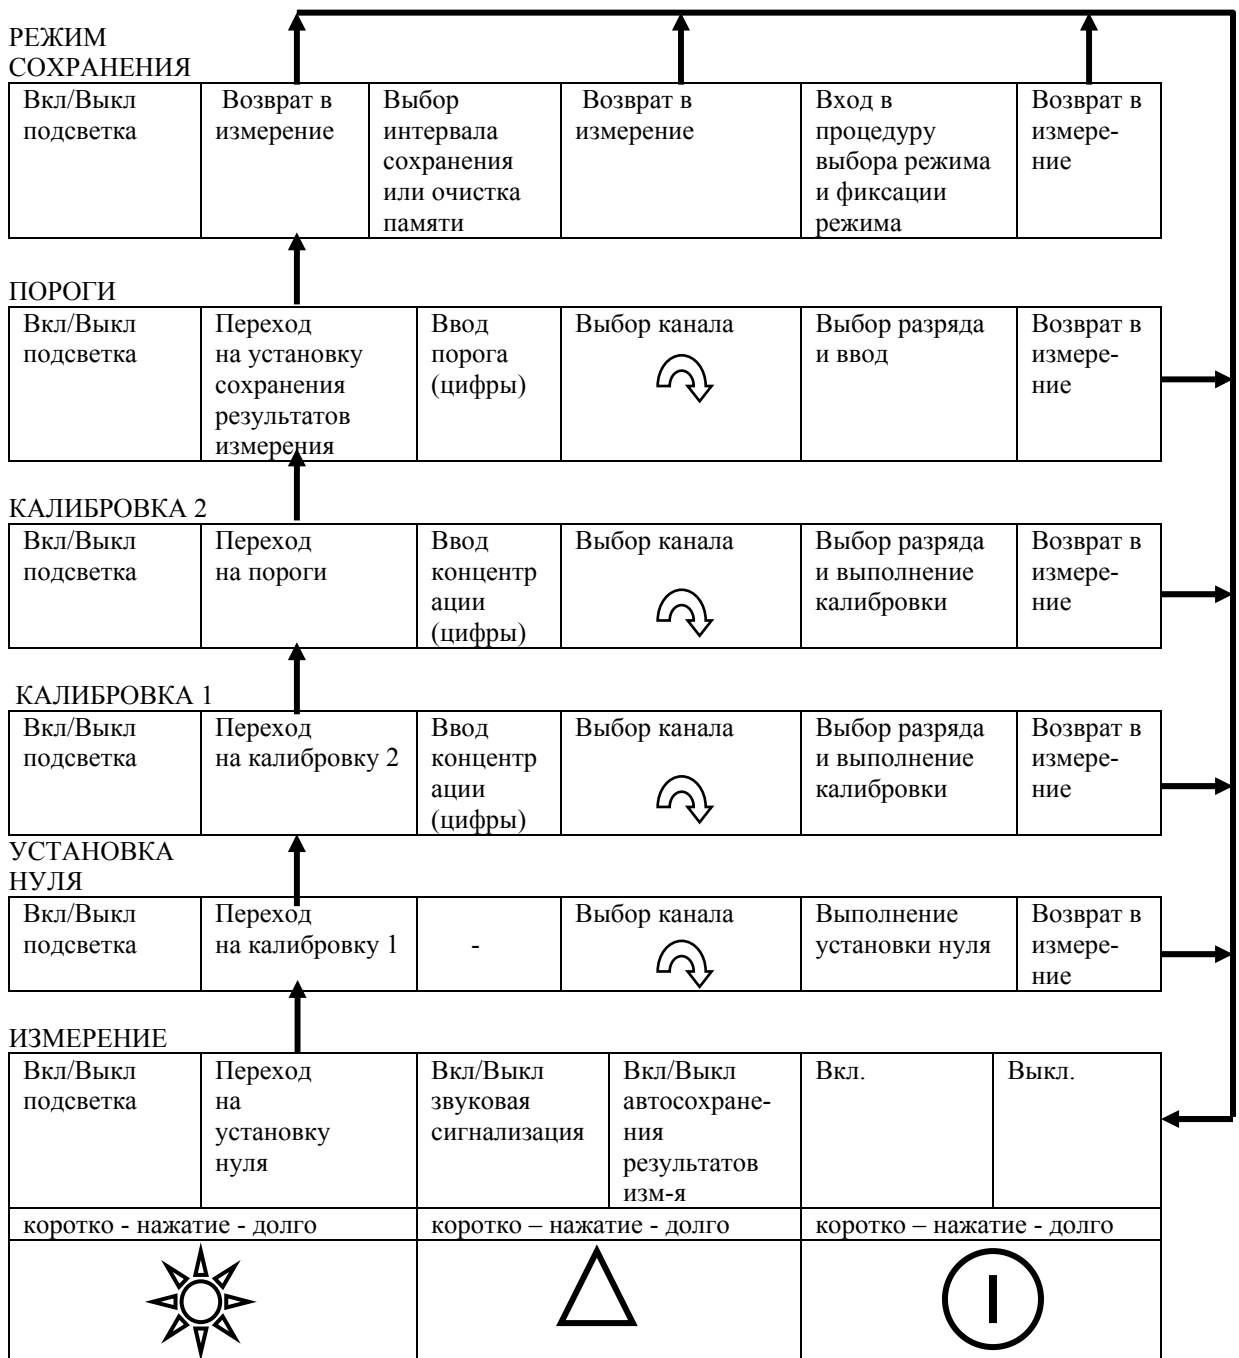 РЕЖИМ
СОХРАНЕНИЯ
Вкл/Выкл
подсветка
Возврат в
измерение
Выбор
интервала
сохранения
или очистка
памяти
Возврат в
измерение
Вход в
процедуру
выбора режима
и фиксации
режима
Возврат в
измере-
ние
ПОРОГИ
Вкл/Выкл
подсветка
Переход
на установку
сохранения
результатов
измерения
Ввод
порога
(цифры)
Выбор канала
Выбор разряда
и ввод
Возврат в
измере-
ние
КАЛИБРОВКА 2
Вкл/Выкл
подсветка
Переход
на пороги
Ввод
концентр
ации
(цифры)
Выбор канала
Выбор разряда
и выполнение
калибровки
Возврат в
измере-
ние
КАЛИБРОВКА 1
Вкл/Выкл
подсветка
Переход
на калибровку 2
Ввод
концентр
ации
(цифры)
Выбор канала
Выбор разряда
и выполнение
калибровки
Возврат в
измере-
ние
УСТАНОВКА
НУЛЯ
Вкл/Выкл
подсветка
Переход
на калибровку 1
-
Выбор канала
Выполнение
установки нуля
Возврат в
измере-
ние
ИЗМЕРЕНИЕ
Вкл/Выкл
подсветка
Переход
на
установку
нуля
Вкл/Выкл
звуковая
сигнализация
Вкл/Выкл
автосохране-
ния
результатов
изм-я
Вкл.
Выкл.
коротко - нажатие - долго
коротко – нажатие - долго
коротко – нажатие - долго